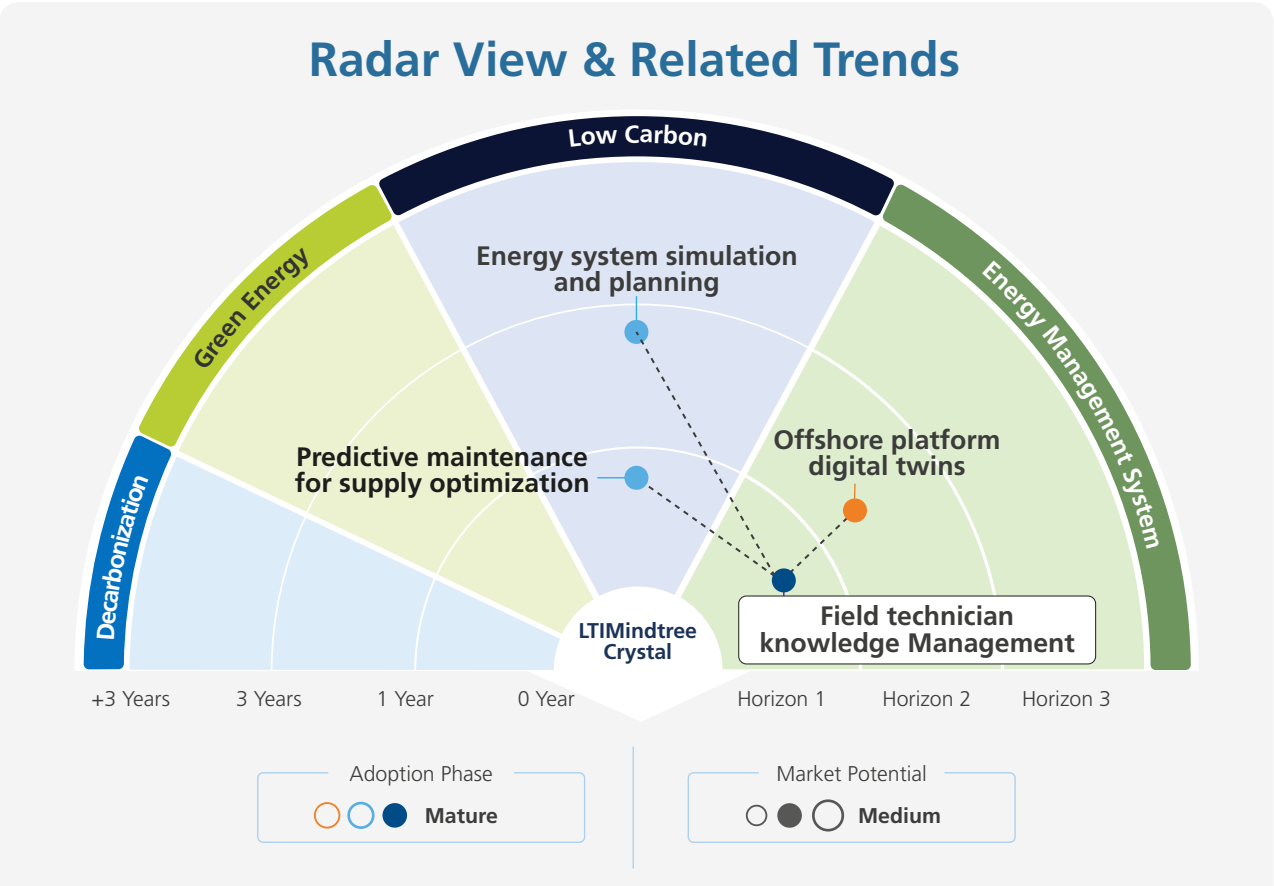 Radar View & Related Trends
Low Carbon
Green Energy
Energy Management System
Decarbonization
Energy system simulation
and planning
Offshore platform
digital twins
Predictive maintenance
for supply optimization
Field technician
knowledge Management
LTIMindtree
Crystal
+3 Years
3 Years
1 Year
0 Year
Horizon 1
Horizon 2
Horizon 3
Adoption Phase
Mature
Market Potential
Medium